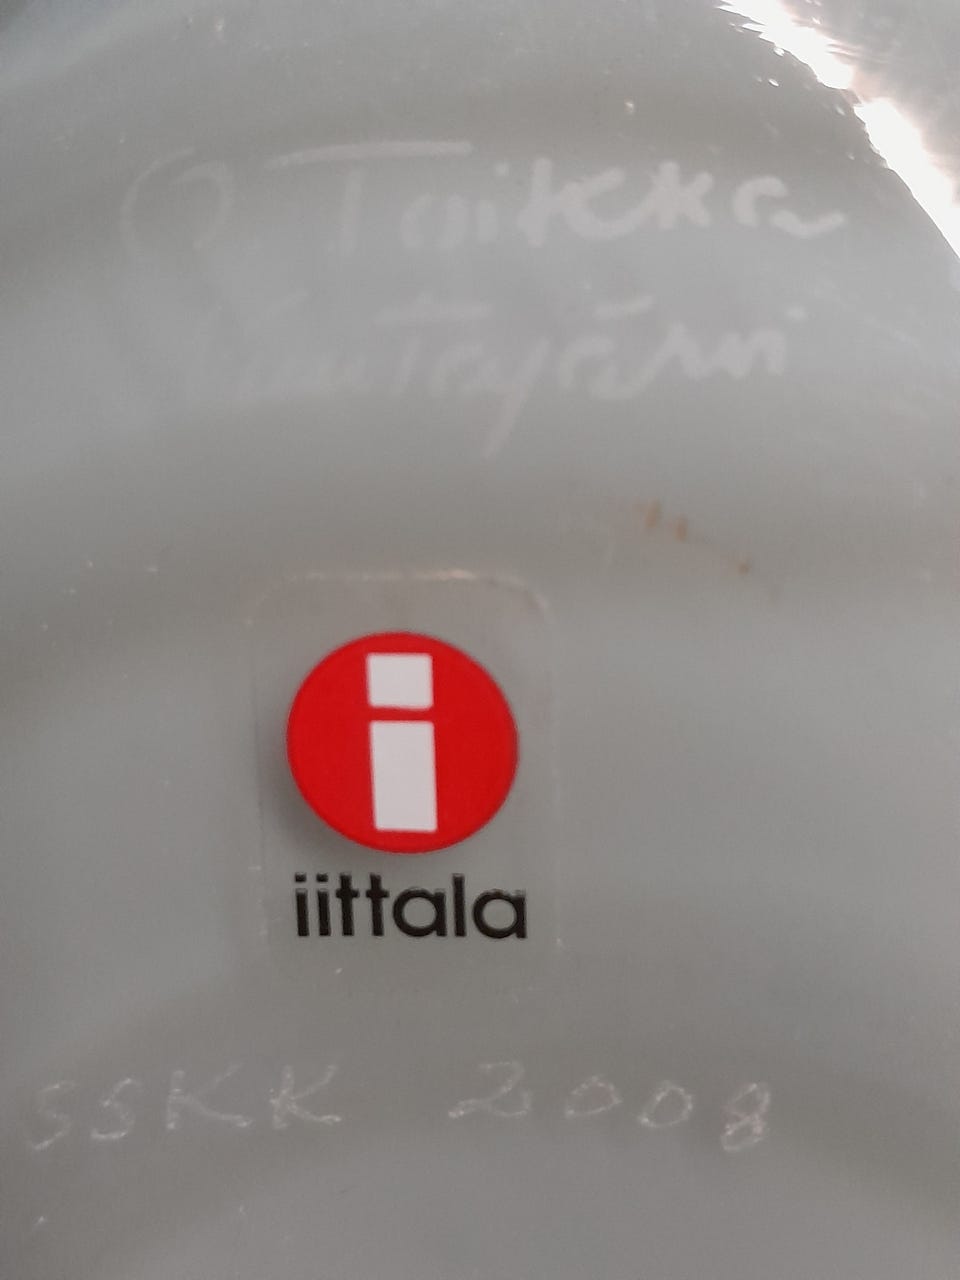 O. Toikka
Nuutajärvi
i
iittala
SSKK 2008